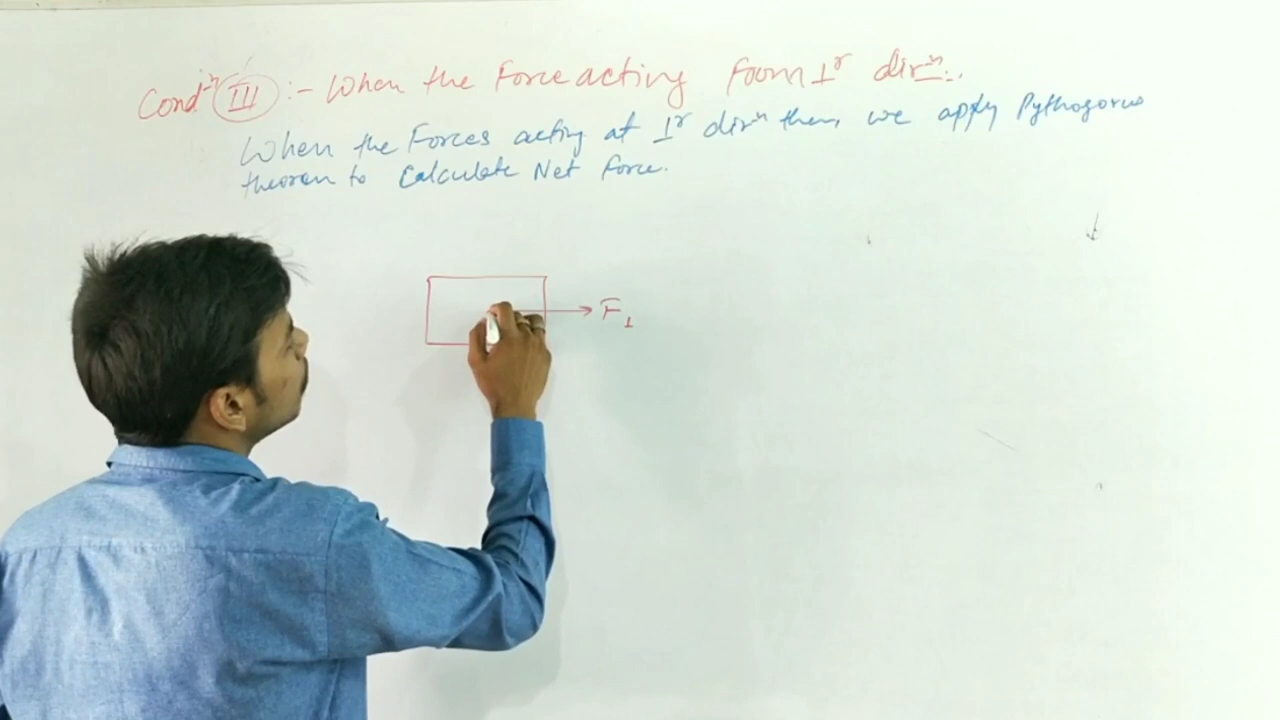 Condⁿ III :- When the Force acting from ⊥ʳ dirⁿ :.
When the Forces acting at ⊥ʳ dirⁿ then, we apply Pythogorus
theorem to Calculate Net Force.
F₁